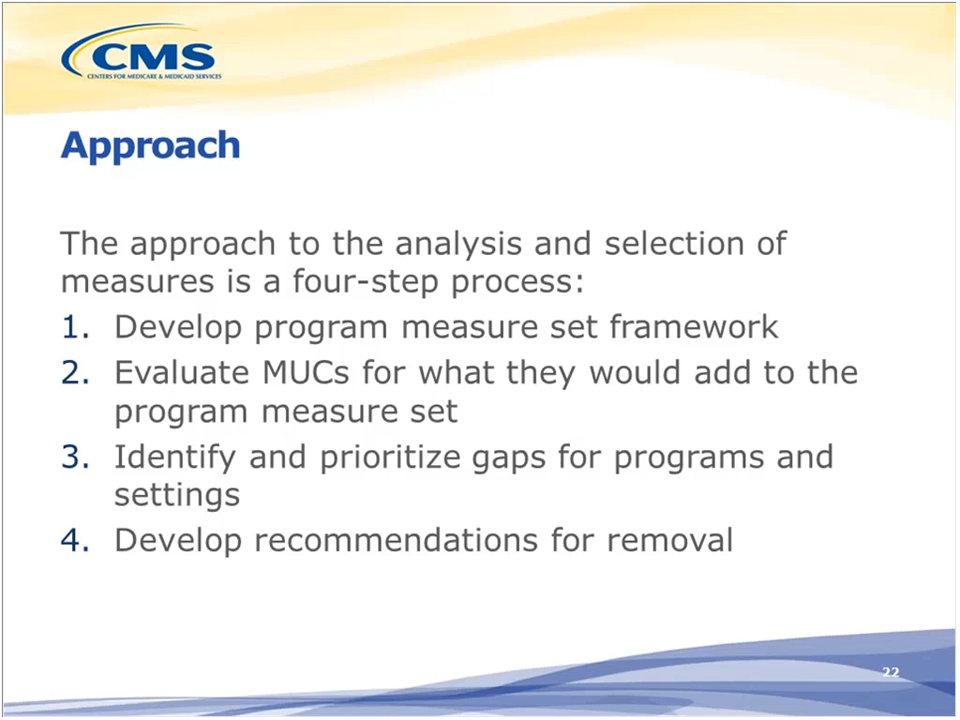 CMS
CENTERS FOR MEDICARE & MEDICAID SERVICES
Approach
The approach to the analysis and selection of
measures is a four-step process:
1. Develop program measure set framework
2. Evaluate MUCs for what they would add to the
program measure set
3. Identify and prioritize gaps for programs and
settings
4. Develop recommendations for removal
22